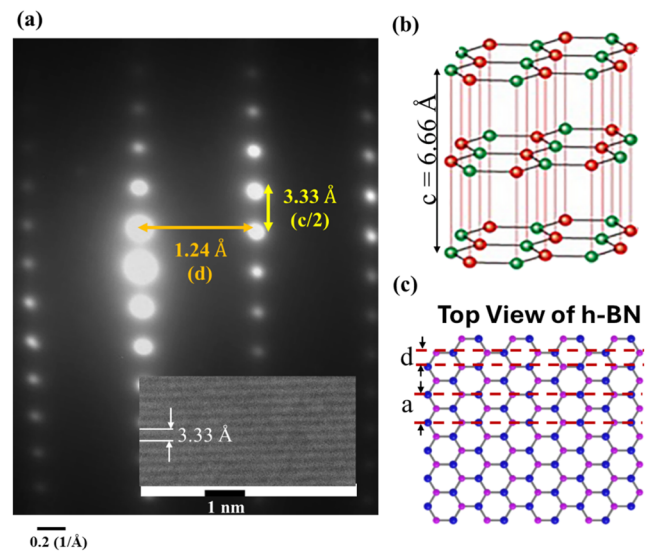 (a)
3.33 Å
(c/2)
1.24 Å
(d)
3.33 Å
1 nm
0.2 (1/Å)
(b)
c = 6.66 Å
(c)
Top View of h-BN
d
a